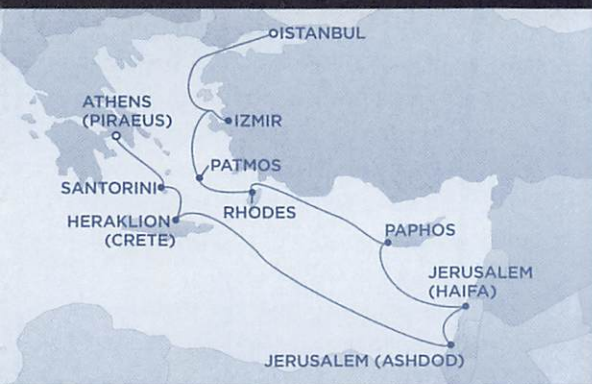 ISTANBUL
ATHENS
(PIRAEUS)
IZMIR
PATMOS
SANTORINI
RHODES
HERAKLION
(CRETE)
PAPHOS
JERUSALEM
(HAIFA)
JERUSALEM (ASHDOD)